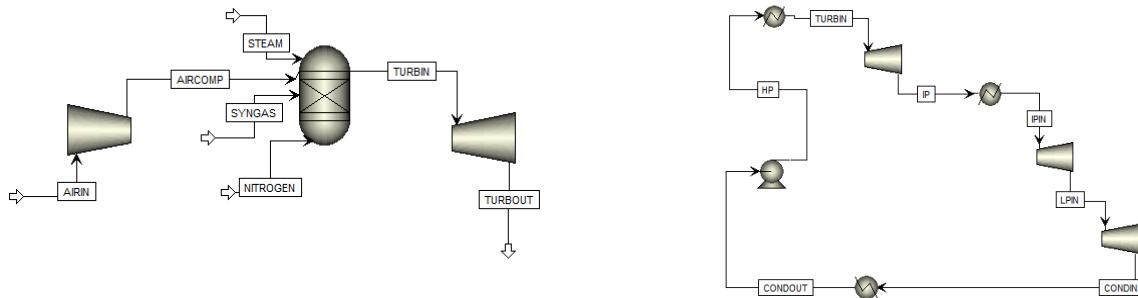 STEAM
AIRCOMP
TURBIN
SYNGAS
AIRIN
NITROGEN
TURBOUT
TURBIN
HP
IP
IPIN
LPIN
CONDOUT
CONDIN